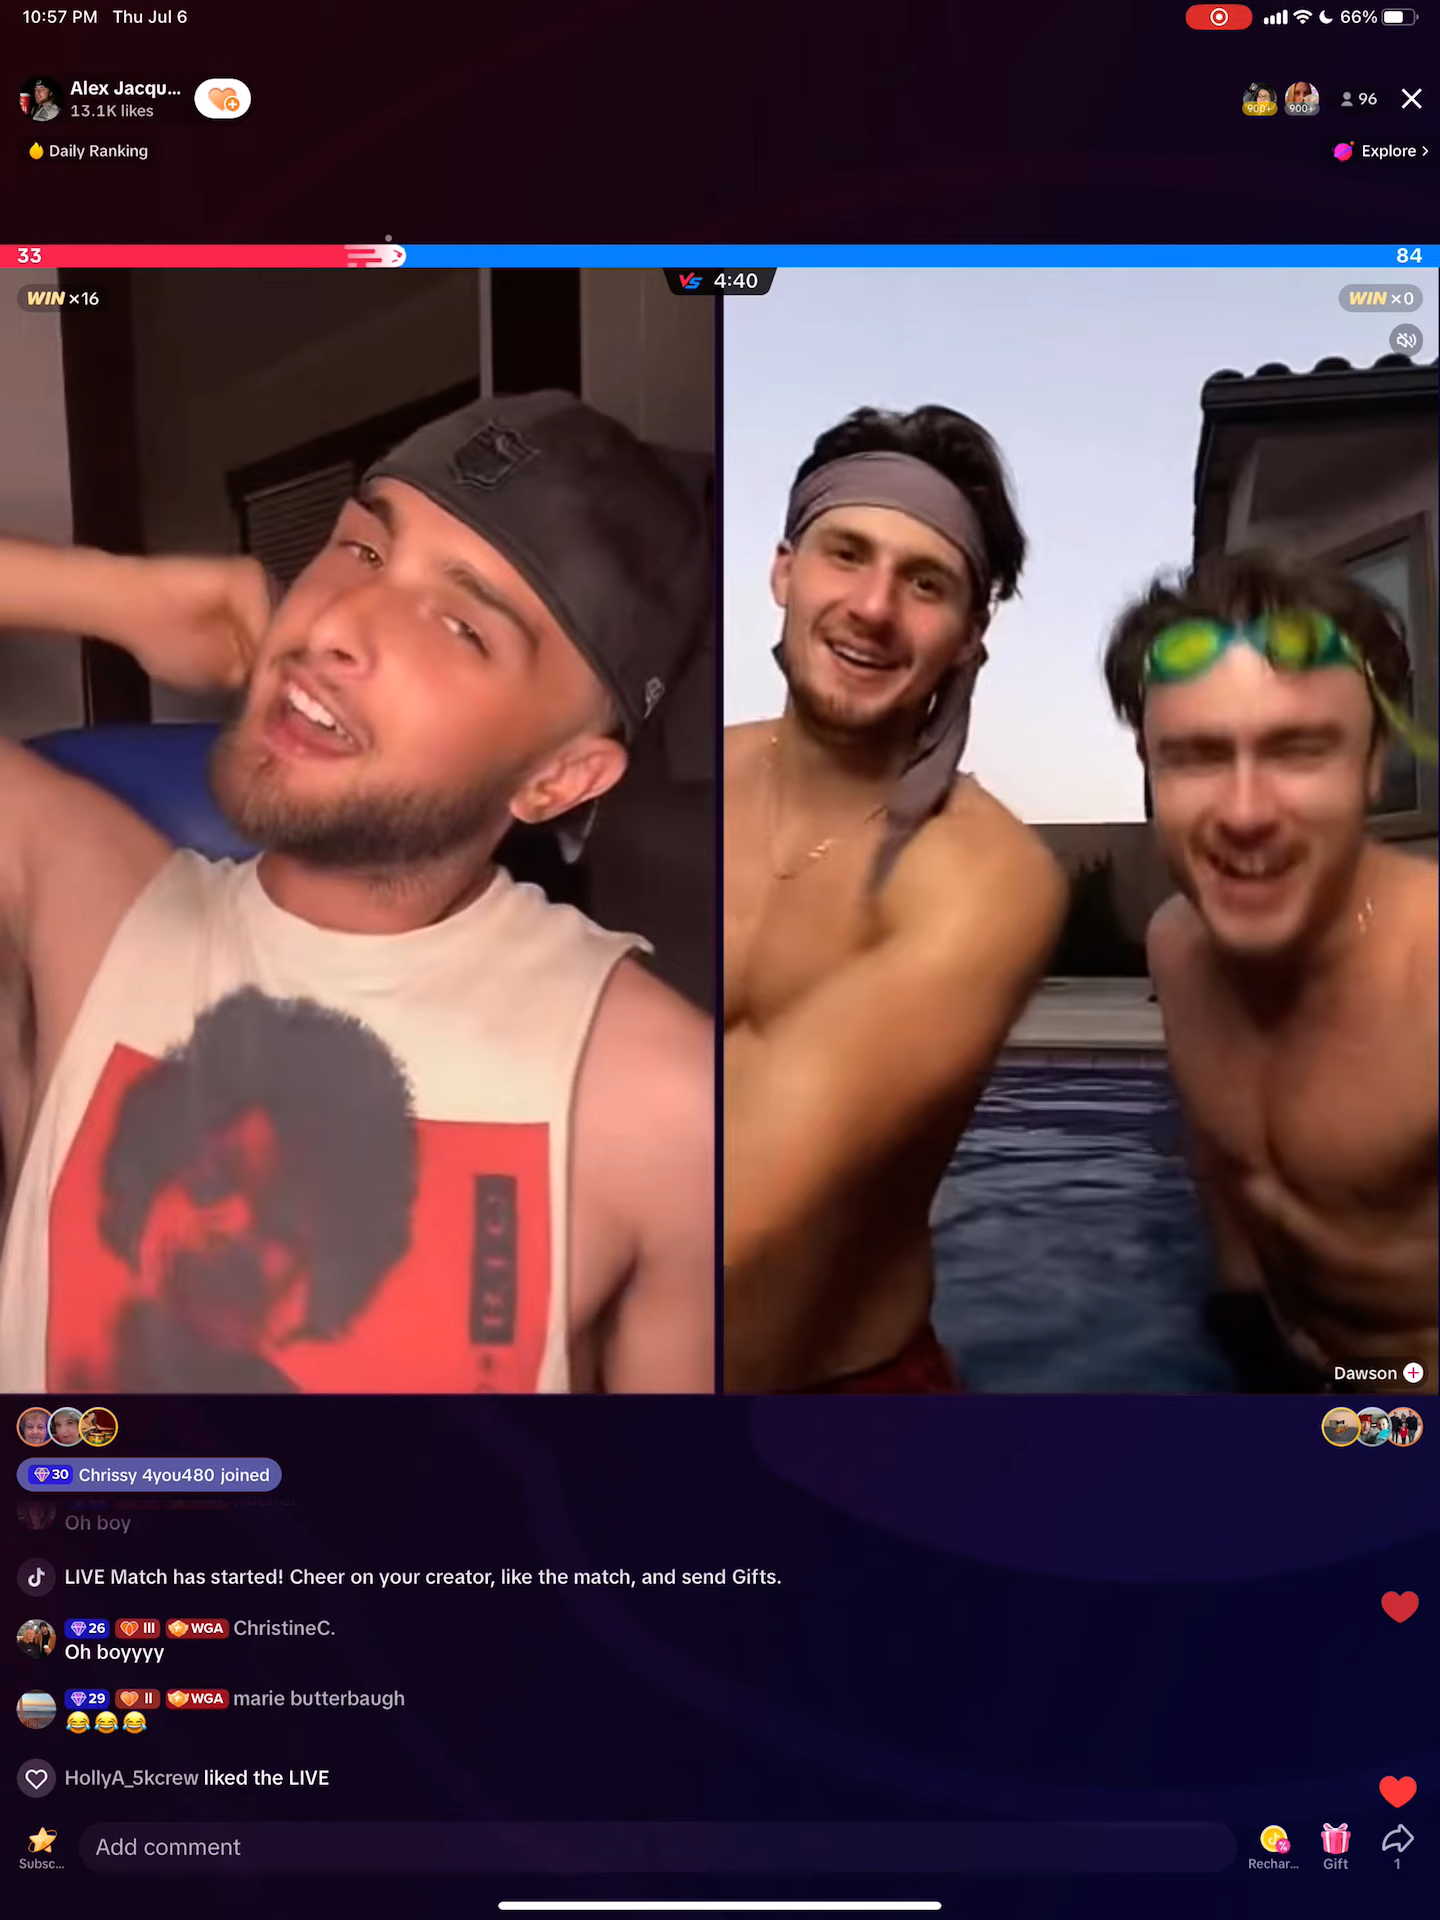 10:57 PM Thu Jul 6
66%
Alex Jacqu...
13.1K likes
900+
900+
96
Daily Ranking
Explore >
33
84
VS 4:40
WIN ×16
WIN ×0
Dawson
30 Chrissy 4you480 joined
Oh boy
LIVE Match has started! Cheer on your creator, like the match, and send Gifts.
26 III WGA ChristineC.
Oh boyyyy
29 II WGA marie butterbaugh
😂😂😂
HollyA_5kcrew liked the LIVE
Subsc...
Add comment
Rechar...
Gift
1